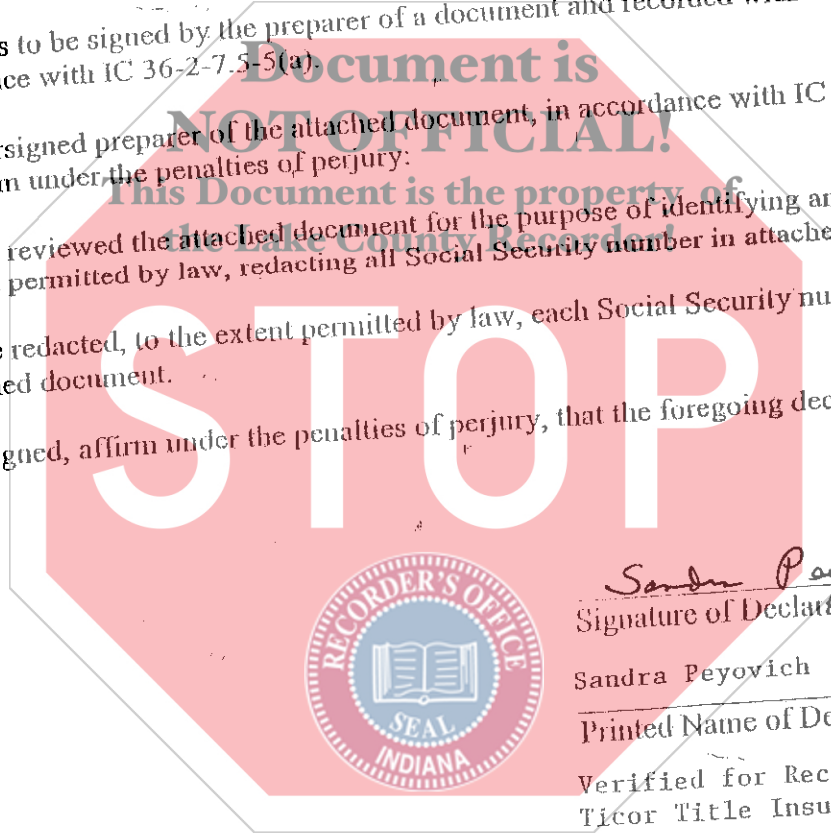 s to be signed by the preparer of a document and recorded
ce with IC 36-2-7.5-5(a).
Document is
NOT OFFICIAL!
rsigned preparer of the attached document, in accordance with IC
m under the penalties of perjury:
This Document is the property of
the Lake County Recorder!
reviewed the attached document for the purpose of identifying an
permitted by law, redacting all Social Security number in attache
e redacted, to the extent permitted by law, each Social Security nu
ed document.
gned, affirm under the penalties of perjury, that the foregoing dec
STOP
Signature of Declara
Sandra Peyovich
Printed Name of De
Verified for Rec
Ticor Title Insu
RECORDER'S OFFICE
SEAL
INDIANA